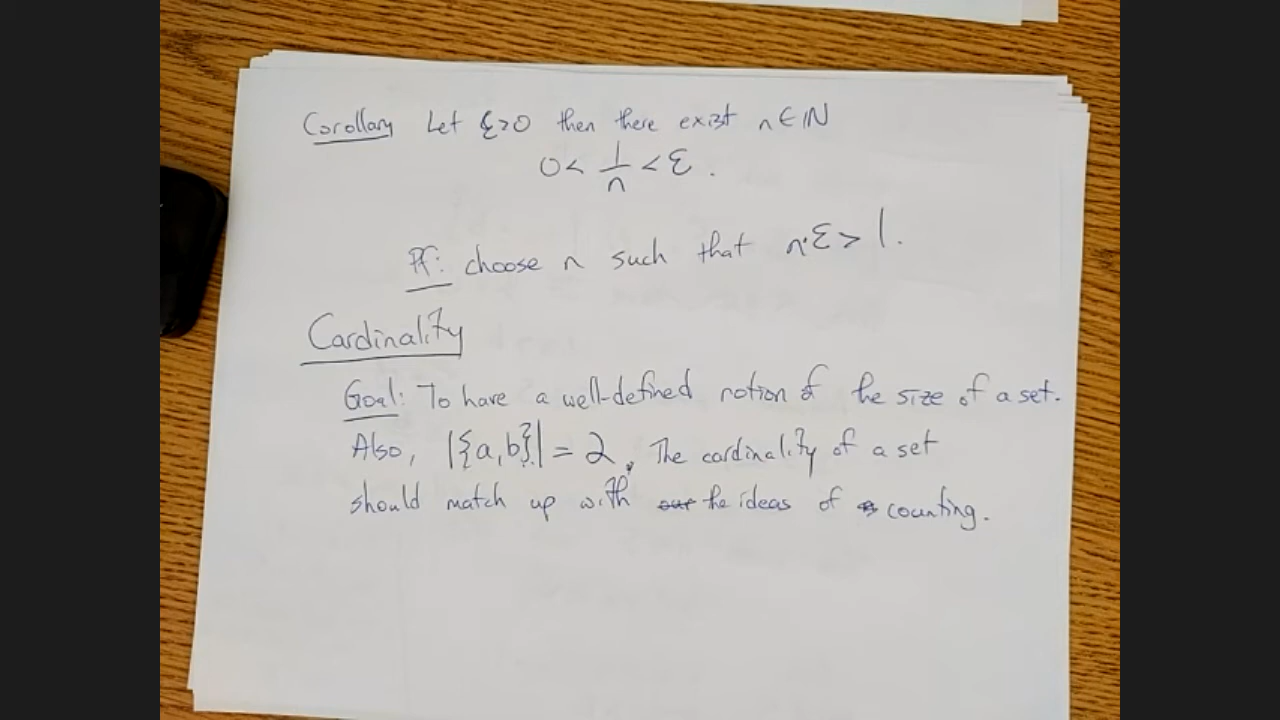 Corollary Let ε>0 then there exist n∈ℕ
0 < 1/n < ε.
Pf: choose n such that n·ε > 1.
Cardinality
Goal: To have a well-defined notion of the size of a set.
Also, |{a,b}| = 2. The cardinality of a set
should match up with the ideas of counting.